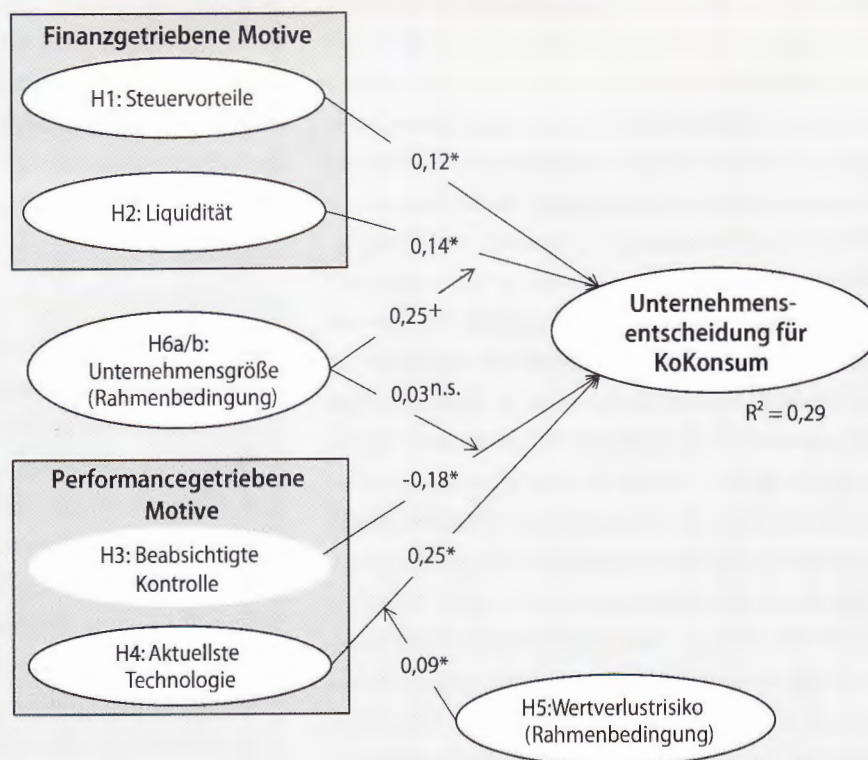 Finanzgetriebene Motive
H1: Steuervorteile
0,12*
H2: Liquidität
0,14*
0,25+
H6a/b:
Unternehmensgröße
(Rahmenbedingung)
0,03n.s.
Unternehmens-
entscheidung für
KoKonsum
R² = 0,29
Performancegetriebene
Motive
-0,18*
H3: Beabsichtigte
Kontrolle
0,25*
H4: Aktuellste
Technologie
0,09*
H5:Wertverlustrisiko
(Rahmenbedingung)